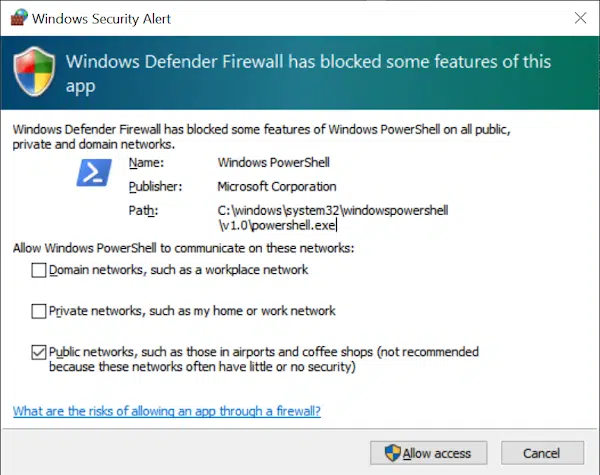 Windows Security Alert
Windows Defender Firewall has blocked some features of this
app
Windows Defender Firewall has blocked some features of Windows PowerShell on all public,
private and domain networks.
Name: Windows PowerShell
Publisher: Microsoft Corporation
Path: C:\windows\system32\windowspowershell
\v1.0\powershell.exe
Allow Windows PowerShell to communicate on these networks:
Domain networks, such as a workplace network
Private networks, such as my home or work network
Public networks, such as those in airports and coffee shops (not recommended
because these networks often have little or no security)
What are the risks of allowing an app through a firewall?
Allow access Cancel